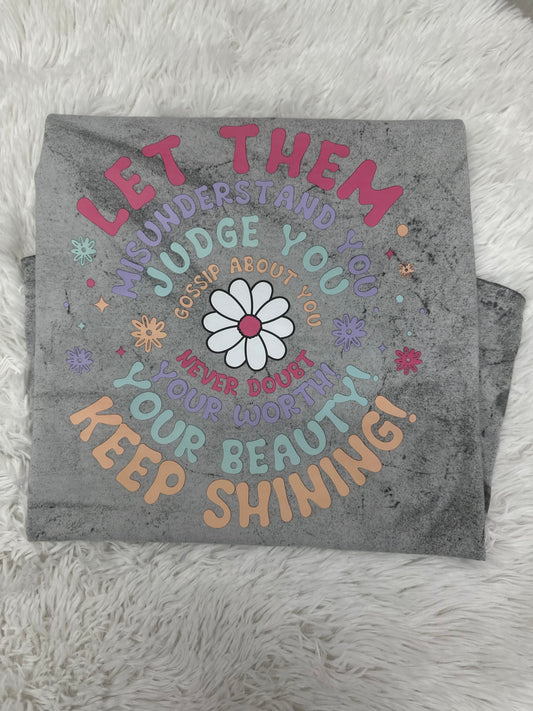 LET THEM
MISUNDERSTAND YOU
JUDGE YOU
GOSSIP ABOUT YOU
NEVER DOUBT
YOUR WORTH!
YOUR BEAUTY!
KEEP SHINING!